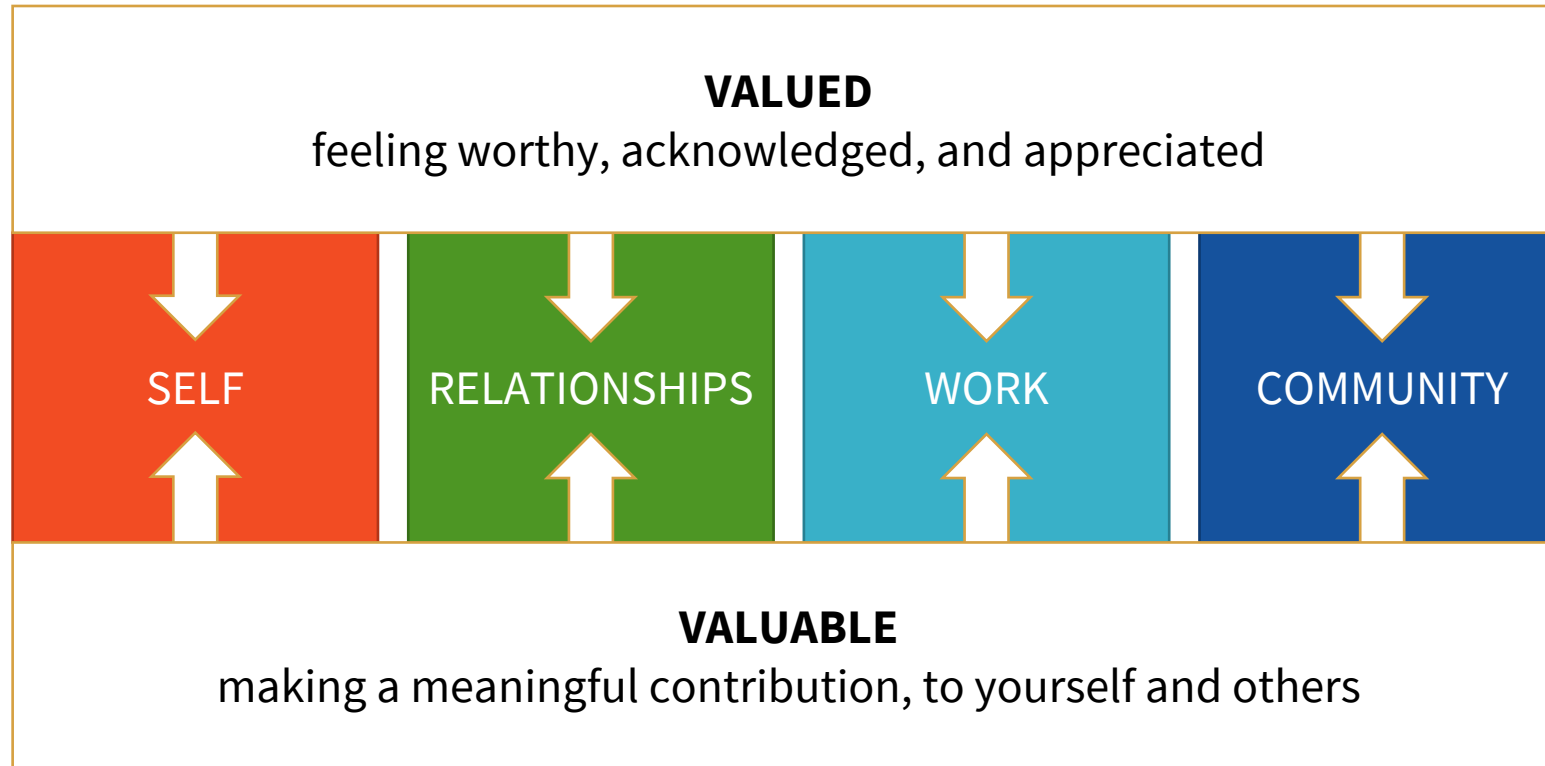 VALUED
feeling worthy, acknowledged, and appreciated
SELF
RELATIONSHIPS
WORK
COMMUNITY
VALUABLE
making a meaningful contribution, to yourself and others